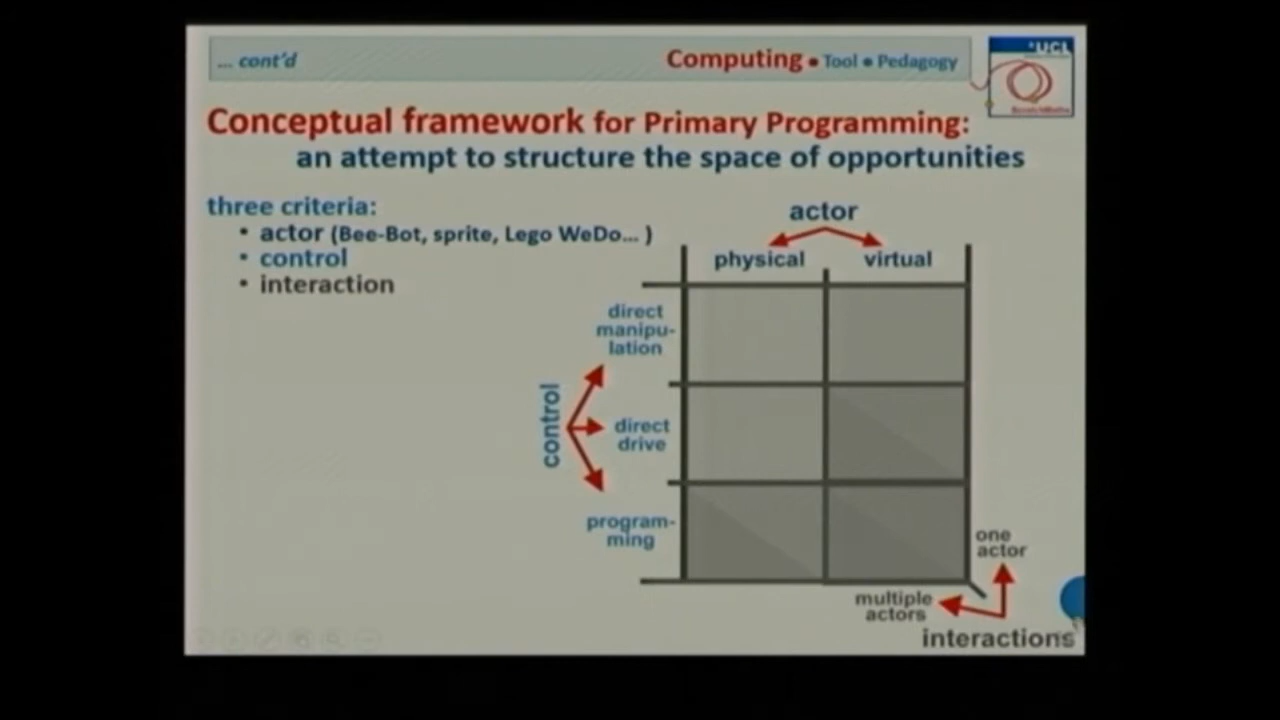 ... cont'd
Computing • Tool • Pedagogy
UCL
ScratchMaths
Conceptual framework for Primary Programming:
an attempt to structure the space of opportunities
three criteria:
• actor (Bee-Bot, sprite, Lego WeDo... )
• control
• interaction
actor
physical virtual
direct
manipu-
lation
control
direct
drive
program-
ming
one
actor
multiple
actors
interactions